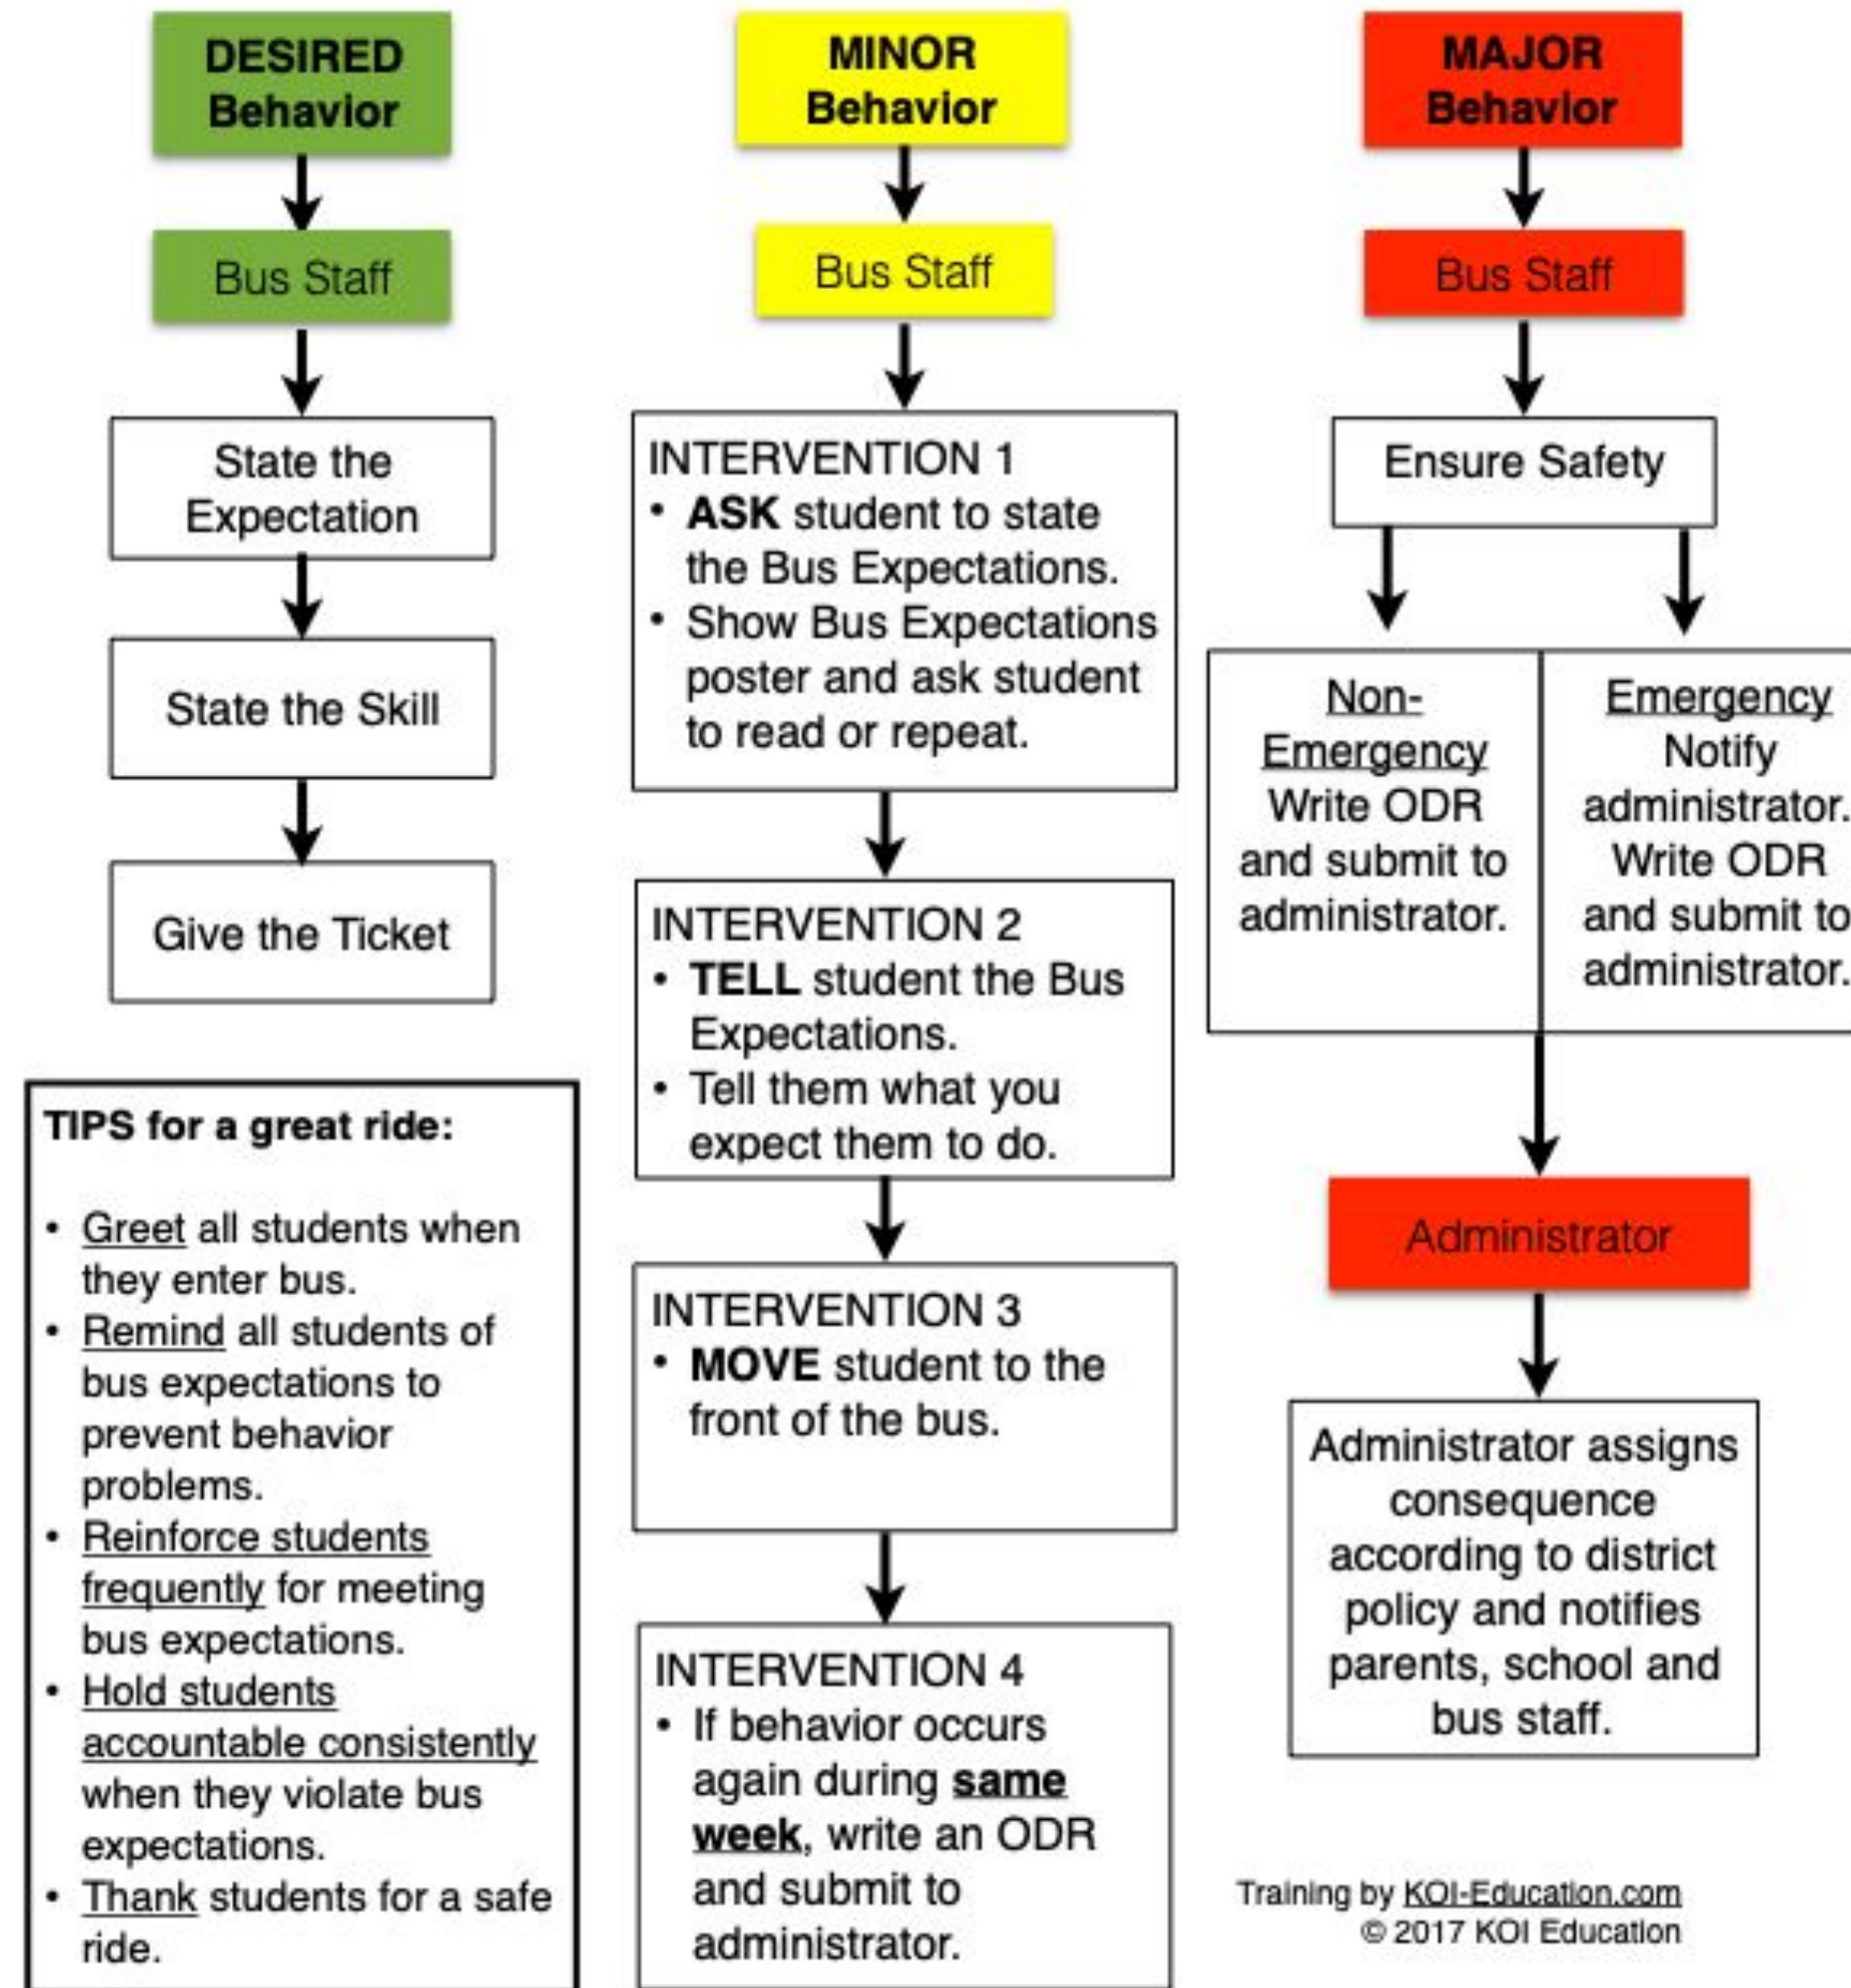 DESIRED
Behavior
Bus Staff
State the
Expectation
State the Skill
Give the Ticket
TIPS for a great ride:
• Greet all students when
they enter bus.
• Remind all students of
bus expectations to
prevent behavior
problems.
• Reinforce students
frequently for meeting
bus expectations.
• Hold students
accountable consistently
when they violate bus
expectations.
• Thank students for a safe
ride.
MINOR
Behavior
Bus Staff
INTERVENTION 1
• ASK student to state
the Bus Expectations.
• Show Bus Expectations
poster and ask student
to read or repeat.
INTERVENTION 2
• TELL student the Bus
Expectations.
• Tell them what you
expect them to do.
INTERVENTION 3
• MOVE student to the
front of the bus.
INTERVENTION 4
• If behavior occurs
again during same
week, write an ODR
and submit to
administrator.
MAJOR
Behavior
Bus Staff
Ensure Safety
Non-
Emergency
Write ODR
and submit to
administrator.
Emergency
Notify
administrator.
Write ODR
and submit to
administrator.
Administrator
Administrator assigns
consequence
according to district
policy and notifies
parents, school and
bus staff.
Training by KOI-Education.com
© 2017 KOI Education